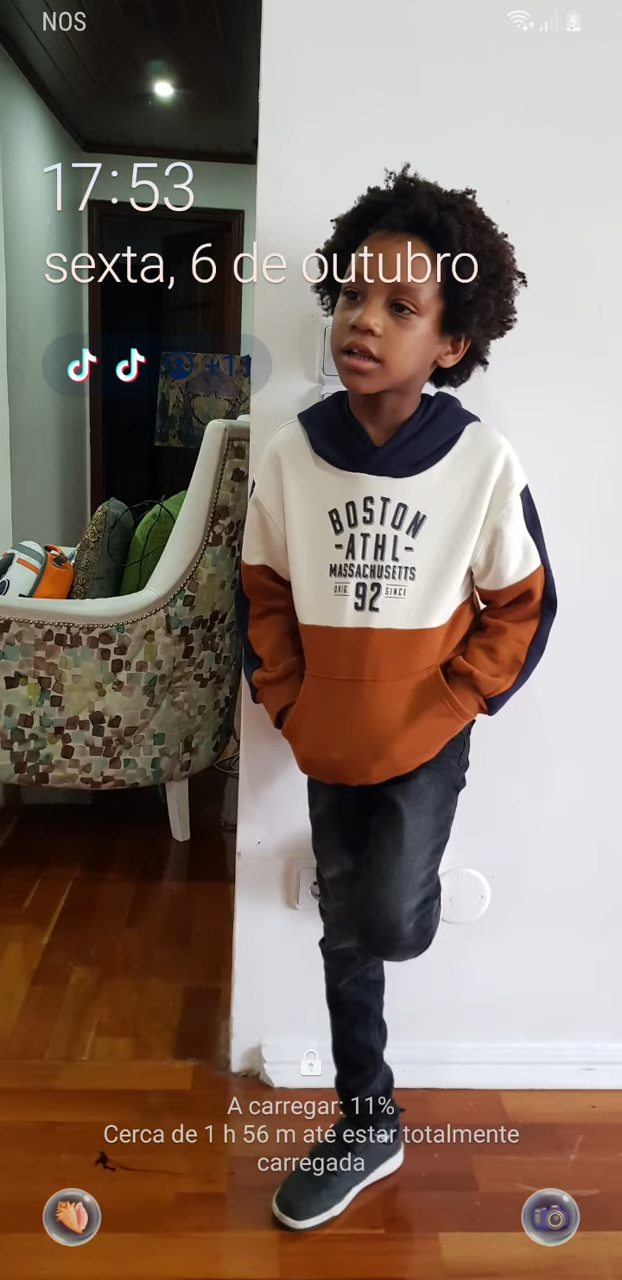 NOS
17:53
sexta, 6 de outubro
+11
BOSTON
-ATHL-
MASSACHUSETTS
ORIG. 92 SINCE
A carregar: 11%
Cerca de 1 h 56 m até estar totalmente
carregada